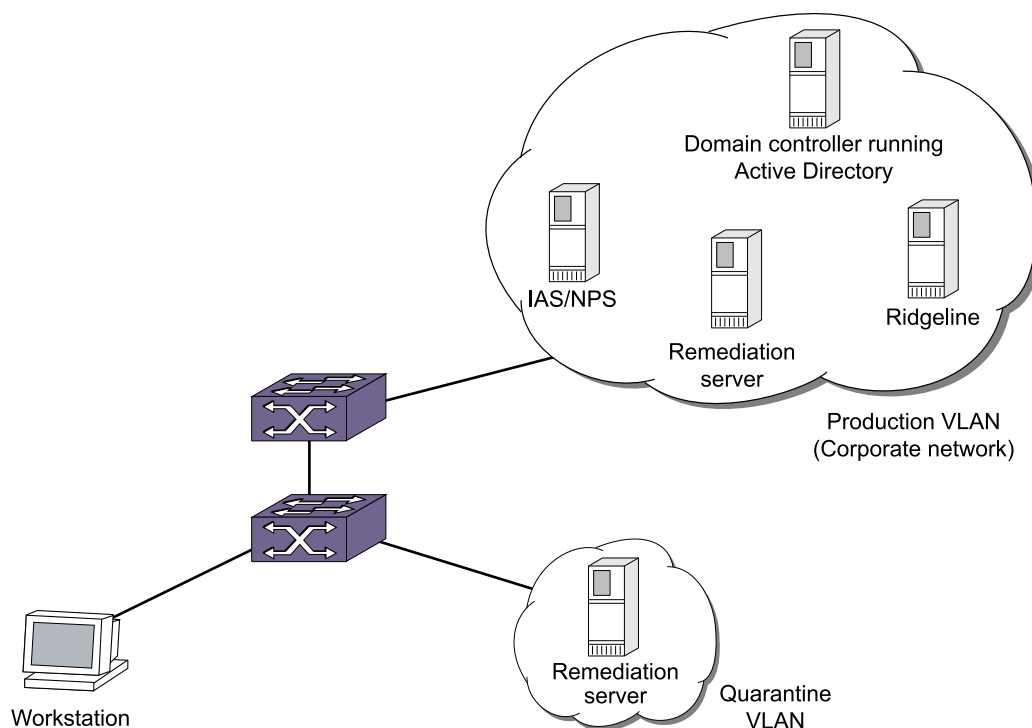 Domain controller running
Active Directory
IAS/NPS
Remediation
server
Ridgeline
Production VLAN
(Corporate network)
Remediation
server
Quarantine
VLAN
Workstation